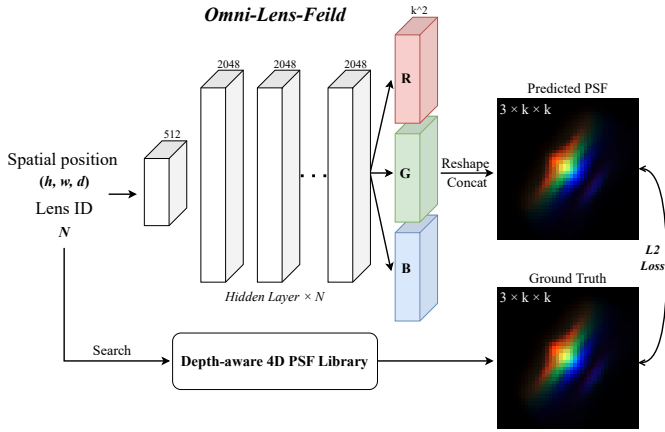 Omni-Lens-Feild
k^2
2048
2048
2048
512
R
G
B
Spatial position
(h, w, d)
Lens ID
N
. . .
Hidden Layer × N
Reshape
Concat
Predicted PSF
3 × k × k
L2
Loss
Ground Truth
3 × k × k
Search
Depth-aware 4D PSF Library